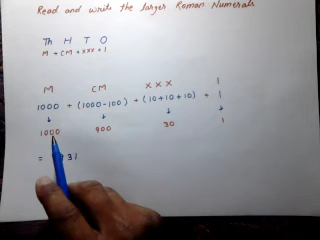 Read and write the larger Roman Numerals
Th H T O
M + CM + XXX + I
M CM XXX I
1000 + (1000-100) + (10+10+10) + 1
↓ ↓ ↓ ↓
1000 900 30 1
= 931